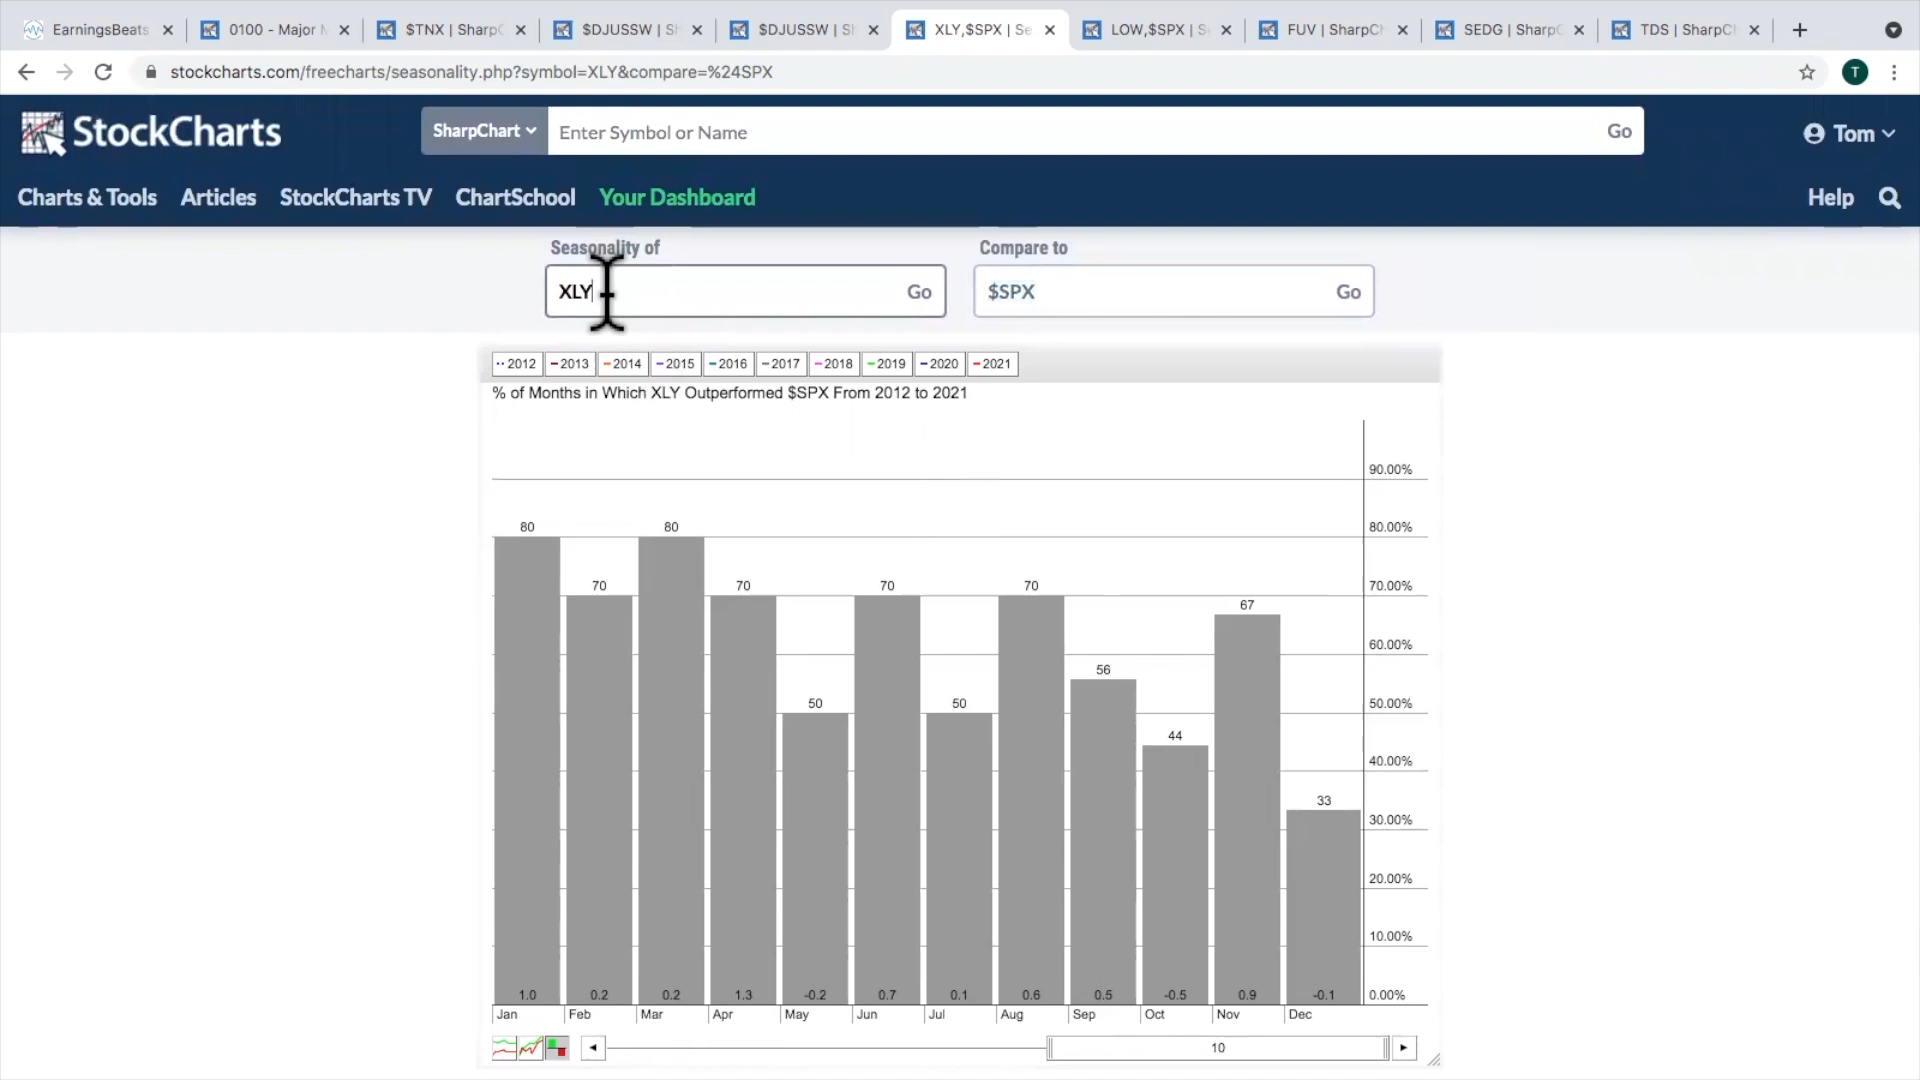 EarningsBeats
0100 - Major
$TNX | Sharp
$DJUSSW | S
$DJUSSW | S
XLY,$SPX | Se
LOW,$SPX |
FUV | SharpC
SEDG | Sharp
TDS | SharpC
stockcharts.com/freecharts/seasonality.php?symbol=XLY&compare=%24SPX
T
StockCharts
SharpChart
Enter Symbol or Name
Go
Tom
Charts & Tools
Articles
StockCharts TV
ChartSchool
Your Dashboard
Help
Seasonality of
Compare to
XLY
Go
$SPX
Go
2012
2013
2014
2015
2016
2017
2018
2019
2020
2021
% of Months in Which XLY Outperformed $SPX From 2012 to 2021
90.00%
80.00%
70.00%
60.00%
50.00%
40.00%
30.00%
20.00%
10.00%
0.00%
80
70
80
70
50
70
50
70
56
44
67
33
1.0
0.2
0.2
1.3
-0.2
0.7
0.1
0.6
0.5
-0.5
0.9
-0.1
Jan
Feb
Mar
Apr
May
Jun
Jul
Aug
Sep
Oct
Nov
Dec
10